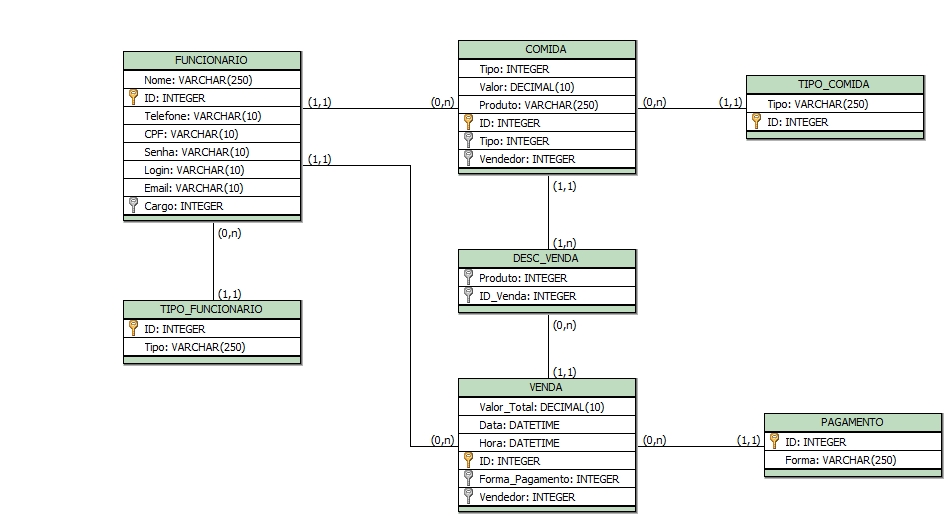 FUNCIONARIO
Nome: VARCHAR(250)
ID: INTEGER
Telefone: VARCHAR(10)
CPF: VARCHAR(10)
Senha: VARCHAR(10)
Login: VARCHAR(10)
Email: VARCHAR(10)
Cargo: INTEGER
(1,1)
(0,n)
(1,1)
COMIDA
Tipo: INTEGER
Valor: DECIMAL(10)
Produto: VARCHAR(250)
ID: INTEGER
Tipo: INTEGER
Vendedor: INTEGER
(0,n)
(1,1)
TIPO_COMIDA
Tipo: VARCHAR(250)
ID: INTEGER
(1,1)
(1,n)
(0,n)
(1,1)
TIPO_FUNCIONARIO
ID: INTEGER
Tipo: VARCHAR(250)
DESC_VENDA
Produto: INTEGER
ID_Venda: INTEGER
(0,n)
(1,1)
VENDA
Valor_Total: DECIMAL(10)
Data: DATETIME
Hora: DATETIME
ID: INTEGER
Forma_Pagamento: INTEGER
Vendedor: INTEGER
(0,n)
(0,n)
(1,1)
PAGAMENTO
ID: INTEGER
Forma: VARCHAR(250)